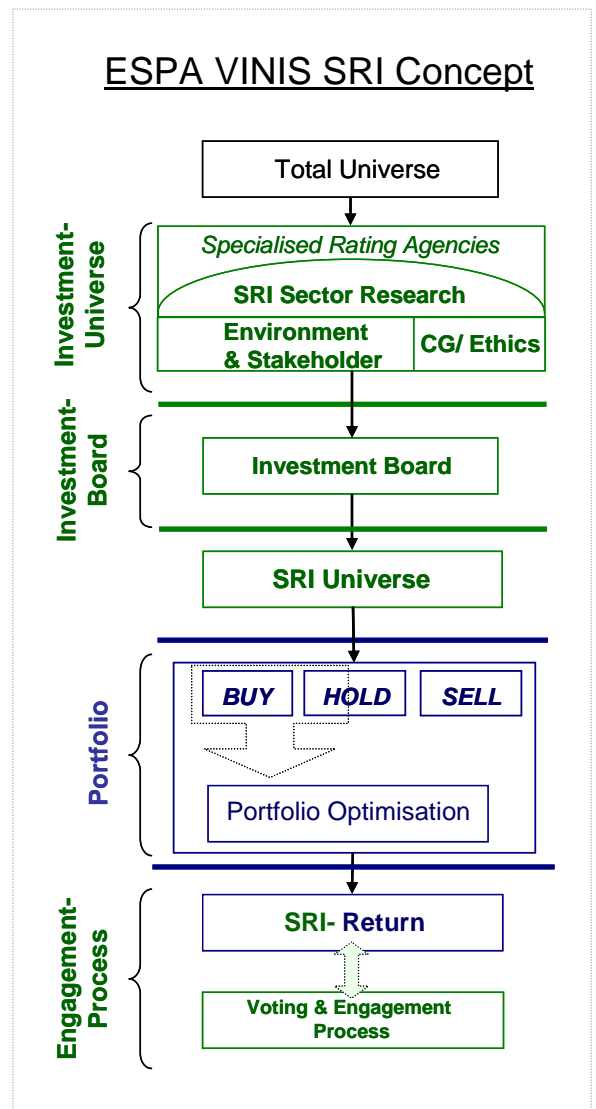 ESPA VINIS SRI Concept
Total Universe
Investment-
Universe
Specialised Rating Agencies
SRI Sector Research
Environment
& Stakeholder
CG/ Ethics
Investment-
Board
Investment Board
SRI Universe
Portfolio
BUY
HOLD
SELL
Portfolio Optimisation
Engagement-
Process
SRI- Return
Voting & Engagement
Process